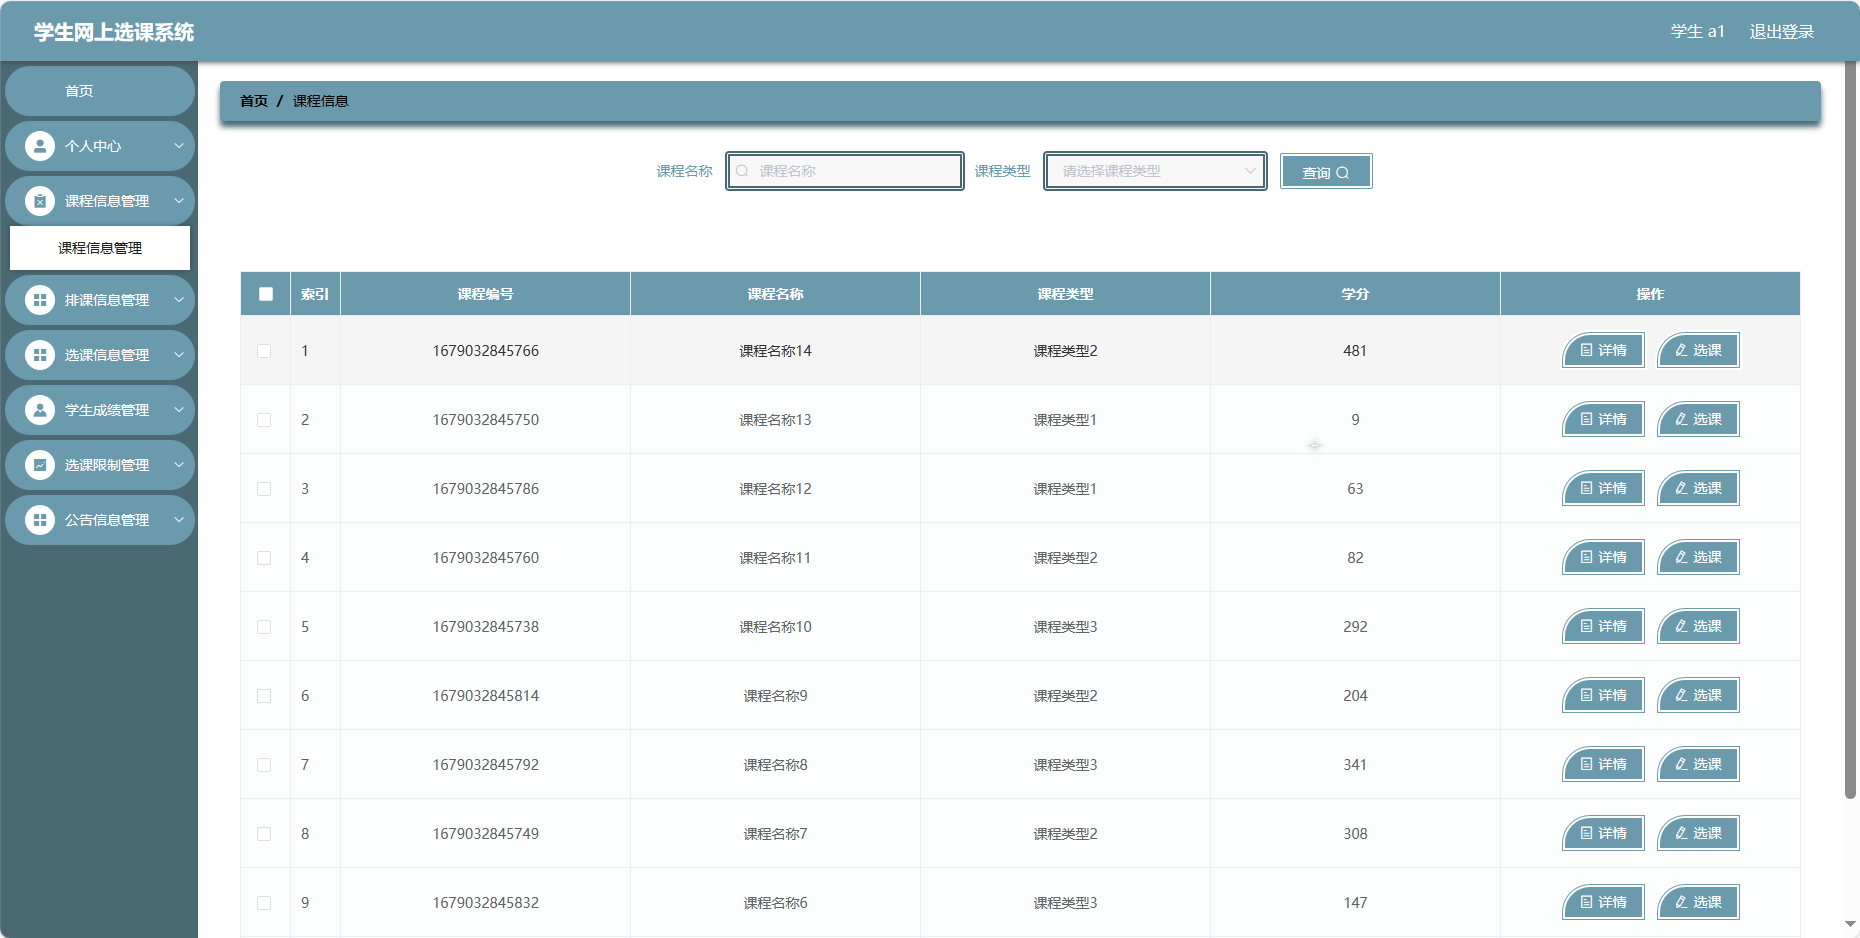 学生网上选课系统
学生 a1 退出登录
首页
个人中心
课程信息管理
课程信息管理
排课信息管理
选课信息管理
学生成绩管理
选课限制管理
公告信息管理
首页 / 课程信息
课程名称 课程名称 课程类型 请选择课程类型 查询
索引 课程编号 课程名称 课程类型 学分 操作
1 1679032845766 课程名称14 课程类型2 481 详情 选课
2 1679032845750 课程名称13 课程类型1 9 详情 选课
3 1679032845786 课程名称12 课程类型1 63 详情 选课
4 1679032845760 课程名称11 课程类型2 82 详情 选课
5 1679032845738 课程名称10 课程类型3 292 详情 选课
6 1679032845814 课程名称9 课程类型2 204 详情 选课
7 1679032845792 课程名称8 课程类型3 341 详情 选课
8 1679032845749 课程名称7 课程类型2 308 详情 选课
9 1679032845832 课程名称6 课程类型3 147 详情 选课